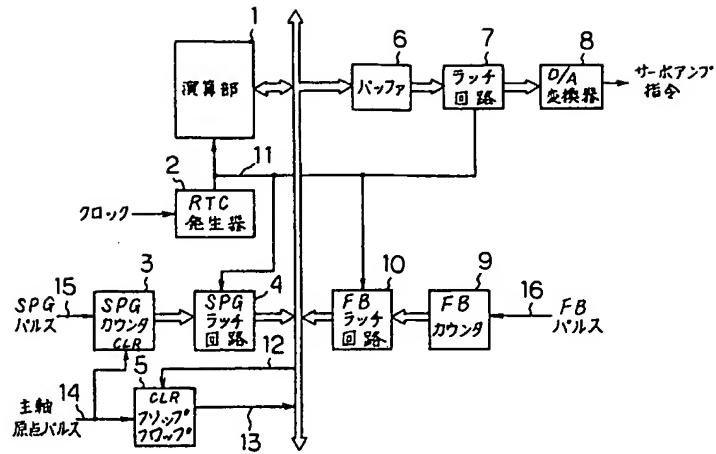 1
演算部
6
バッファ
7
ラッチ
回路
8
D/A
変換器
サーボアンプ
指令
11
2
RTC
発生器
クロック
3
SPG
カウンタ
CLR
15
SPG
パルス
4
SPG
ラッチ
回路
10
FB
ラッチ
回路
9
FB
カウンタ
16
FB
パルス
12
5
CLR
フリップ
フロップ
13
14
主軸
原点パルス